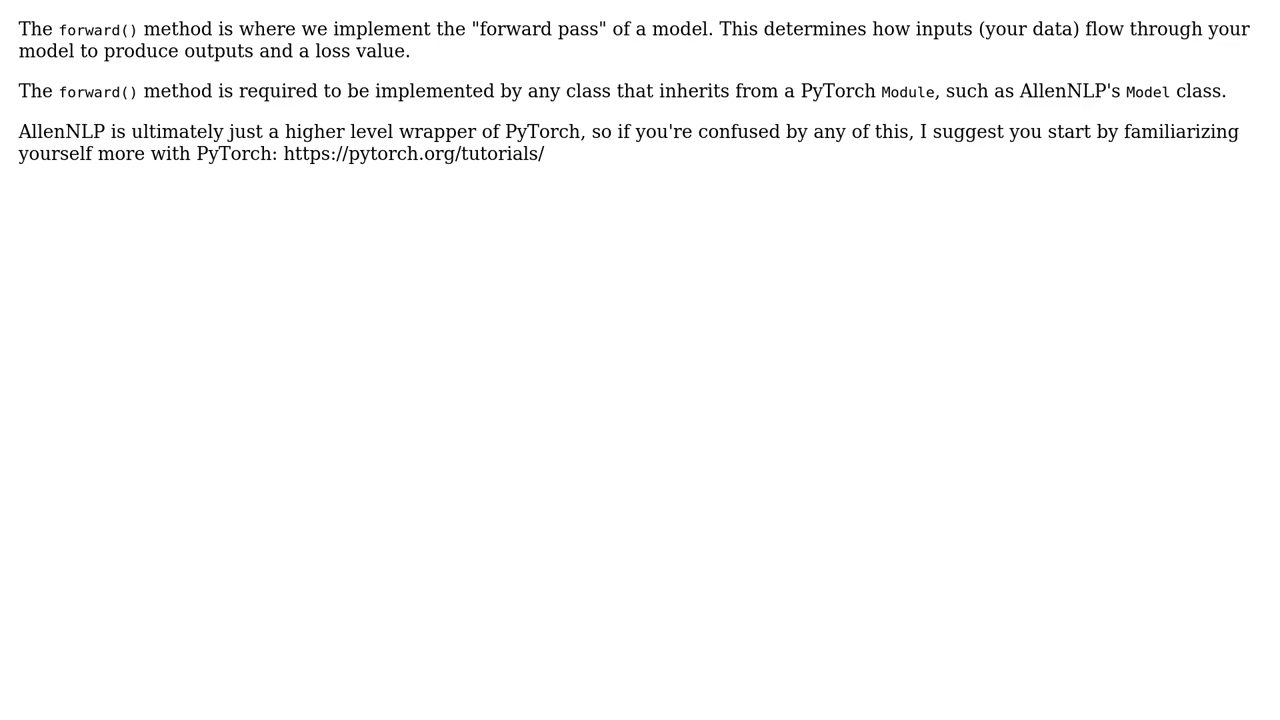 The forward() method is where we implement the "forward pass" of a model. This determines how inputs (your data) flow through your
model to produce outputs and a loss value.
The forward() method is required to be implemented by any class that inherits from a PyTorch Module, such as AllenNLP's Model class.
AllenNLP is ultimately just a higher level wrapper of PyTorch, so if you're confused by any of this, I suggest you start by familiarizing
yourself more with PyTorch: https://pytorch.org/tutorials/